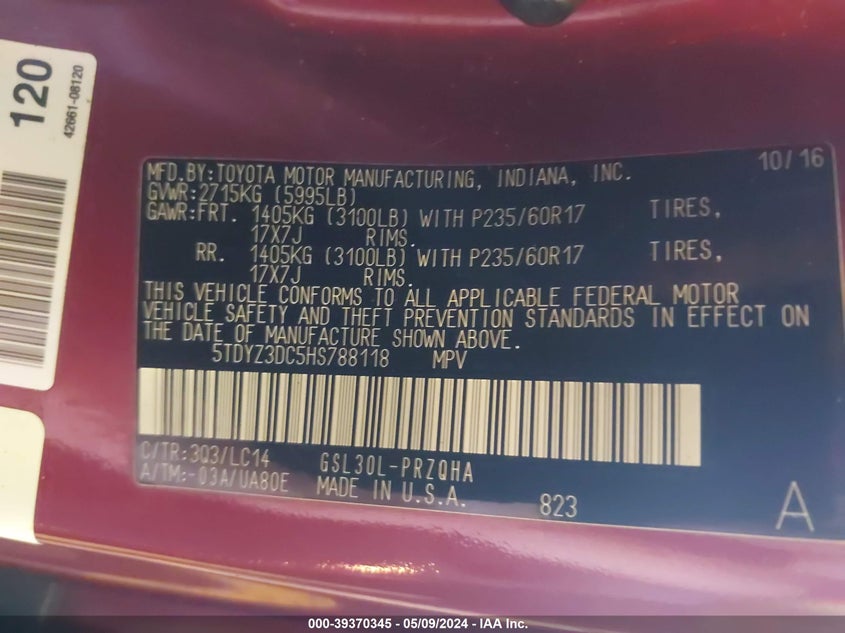 120
42661-08120
MFD.BY:TOYOTA MOTOR MANUFACTURING, INDIANA, INC. 10/16
GVWR:2715KG (5995LB)
GAWR:FRT. 1405KG (3100LB) WITH P235/60R17 TIRES,
17X7J RIMS.
RR. 1405KG (3100LB) WITH P235/60R17 TIRES,
17X7J RIMS.
THIS VEHICLE CONFORMS TO ALL APPLICABLE FEDERAL MOTOR
VEHICLE SAFETY AND THEFT PREVENTION STANDARDS IN EFFECT ON
THE DATE OF MANUFACTURE SHOWN ABOVE.
5TDYZ3DC5HS788118 MPV
C/TR:3Q3/LC14 GSL30L-PRZQHA
A/TM:-03A/UA80E MADE IN U.S.A. 823 A
000-39370345 - 05/09/2024 - IAA Inc.